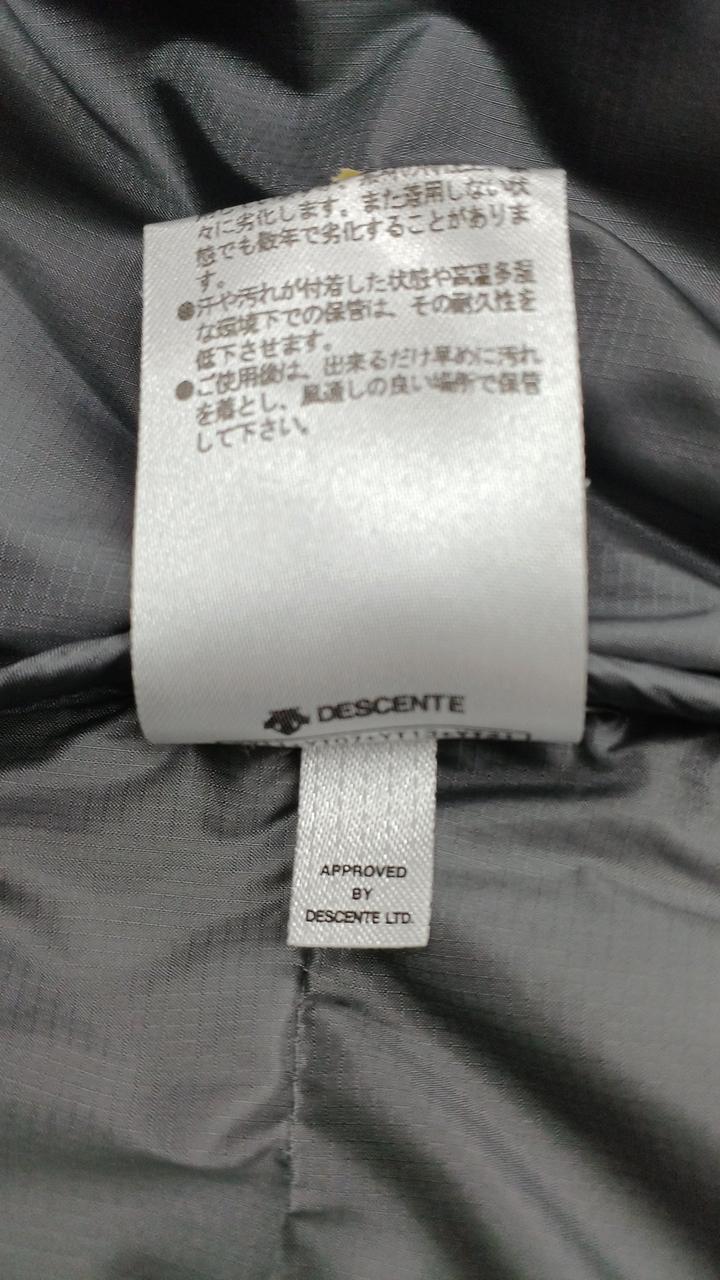 々に劣化します。また着用しない状
態でも数年で劣化することがありま
す。
●汗や汚れが付着した状態や高温多湿
な環境下での保管は、その耐久性を
低下させます。
●ご使用後は、出来るだけ早めに汚れ
を落とし、風通しの良い場所で保管
して下さい。
DESCENTE
APPROVED
BY
DESCENTE LTD.